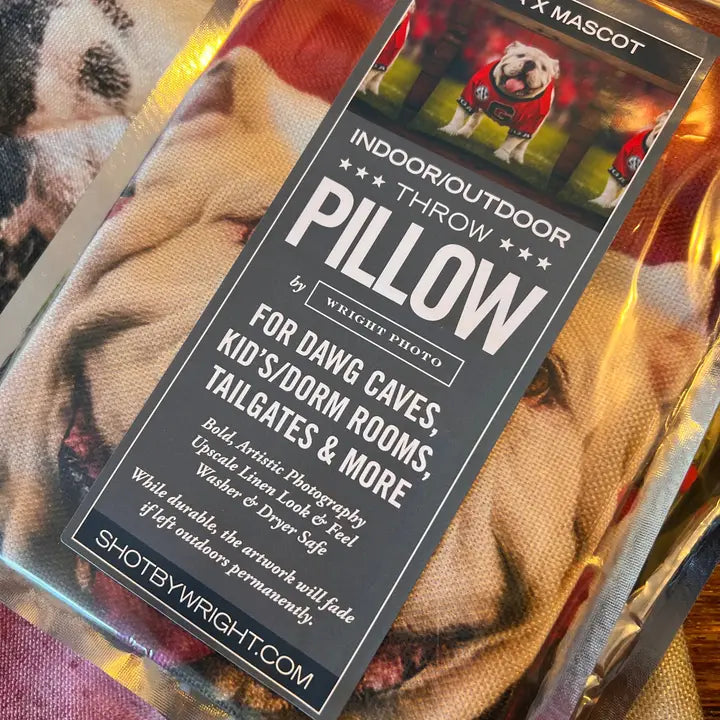 X MASCOT
G
INDOOR/OUTDOOR
THROW
PILLOW
by WRIGHT PHOTO
FOR DAWG CAVES,
KID'S/DORM ROOMS,
TAILGATES & MORE
Bold, Artistic Photography
Upscale Linen Look & Feel
Washer & Dryer Safe
While durable, the artwork will fade
if left outdoors permanently.
SHOTBYWRIGHT.COM